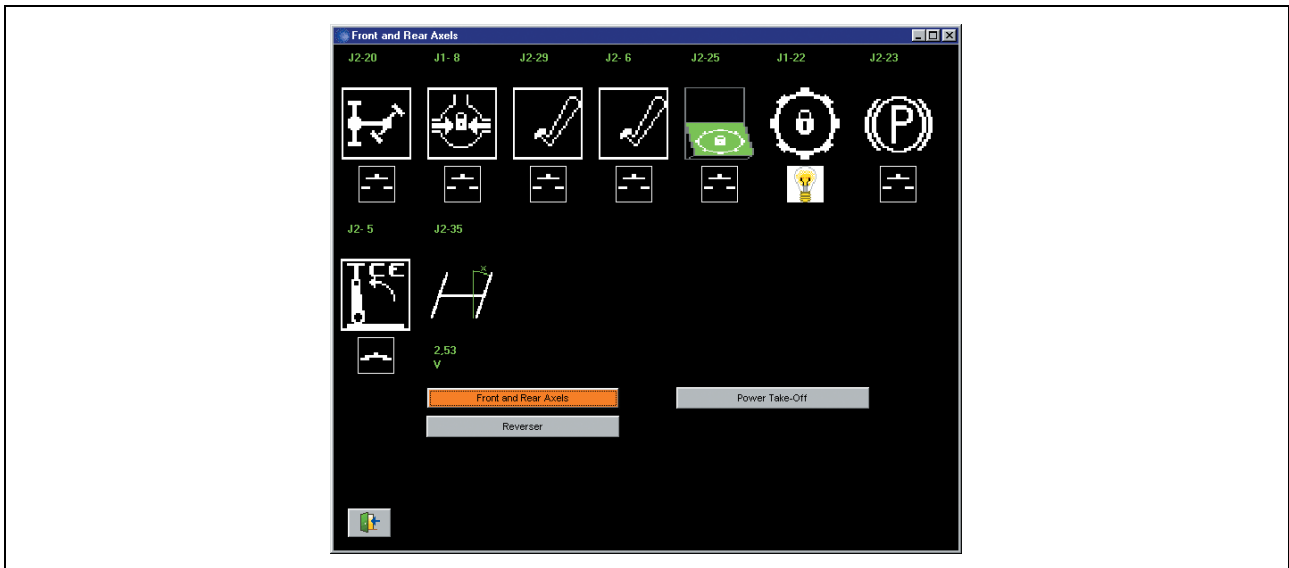 Front and Rear Axels
J2-20 J1- 8 J2-29 J2- 6 J2-25 J1-22 J2-23
P
J2- 5 J2-35
TCE
x
2,53
V
Front and Rear Axels Power Take-Off
Reverser